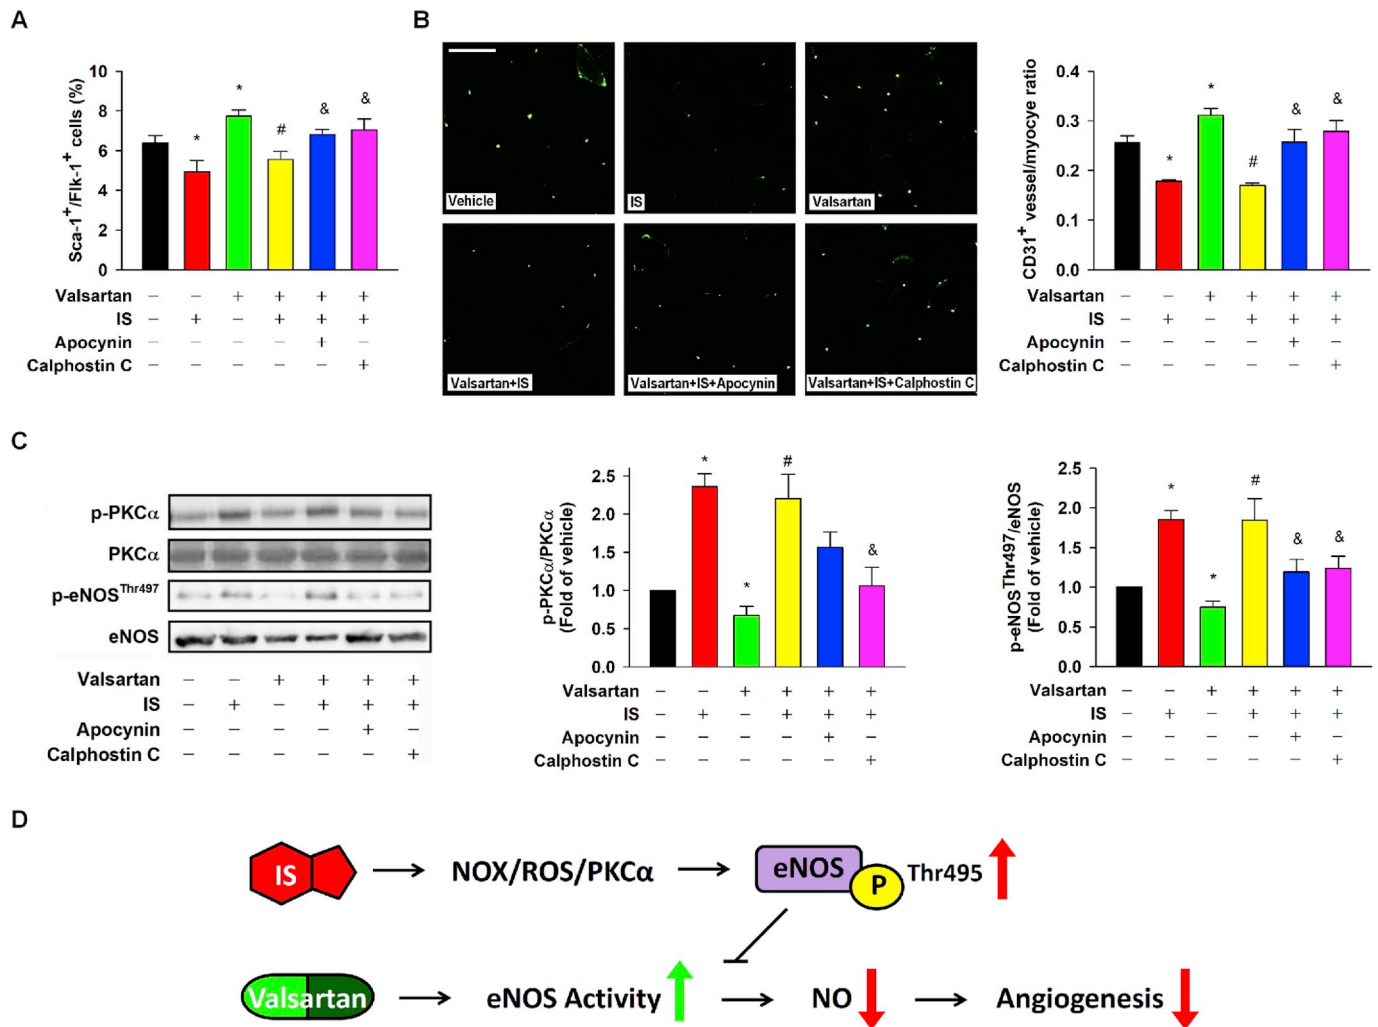 A
10
8
6
4
2
0
Sca-1+/Flk-1+ cells (%)
* * # & &
Valsartan – – + + + +
IS – + – + + +
Apocynin – – – – + –
Calphostin C – – – – – +
B
Vehicle
IS
Valsartan
Valsartan+IS
Valsartan+IS+Apocynin
Valsartan+IS+Calphostin C
0.4
0.3
0.2
0.1
0.0
CD31+ vessel/myocye ratio
* * # & &
Valsartan – – + + + +
IS – + – + + +
Apocynin – – – – + –
Calphostin C – – – – – +
C
p-PKCα
PKCα
p-eNOSThr497
eNOS
Valsartan – – + + + +
IS – + – + + +
Apocynin – – – – + –
Calphostin C – – – – – +
2.5
2.0
1.5
1.0
0.5
0.0
p-PKCα/PKCα
(Fold of vehicle)
* * # &
Valsartan – – + + + +
IS – + – + + +
Apocynin – – – – + –
Calphostin C – – – – – +
2.5
2.0
1.5
1.0
0.5
0.0
p-eNOSThr497/eNOS
(Fold of vehicle)
* * # & &
Valsartan – – + + + +
IS – + – + + +
Apocynin – – – – + –
Calphostin C – – – – – +
D
IS
NOX/ROS/PKCα
eNOS
P
Thr495
Valsartan
eNOS Activity
NO
Angiogenesis